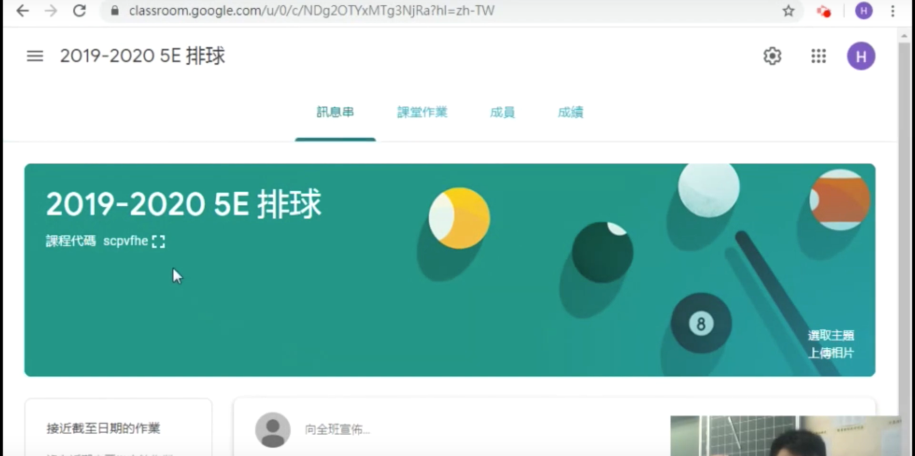 classroom.google.com/u/0/c/NDg2OTYxMTg3NjRa?hl=zh-TW
H
2019-2020 5E 排球
H
訊息串 課堂作業 成員 成績
2019-2020 5E 排球
課程代碼 scpvfhe
8
選取主題
上傳相片
接近截至日期的作業
向全班宣佈...